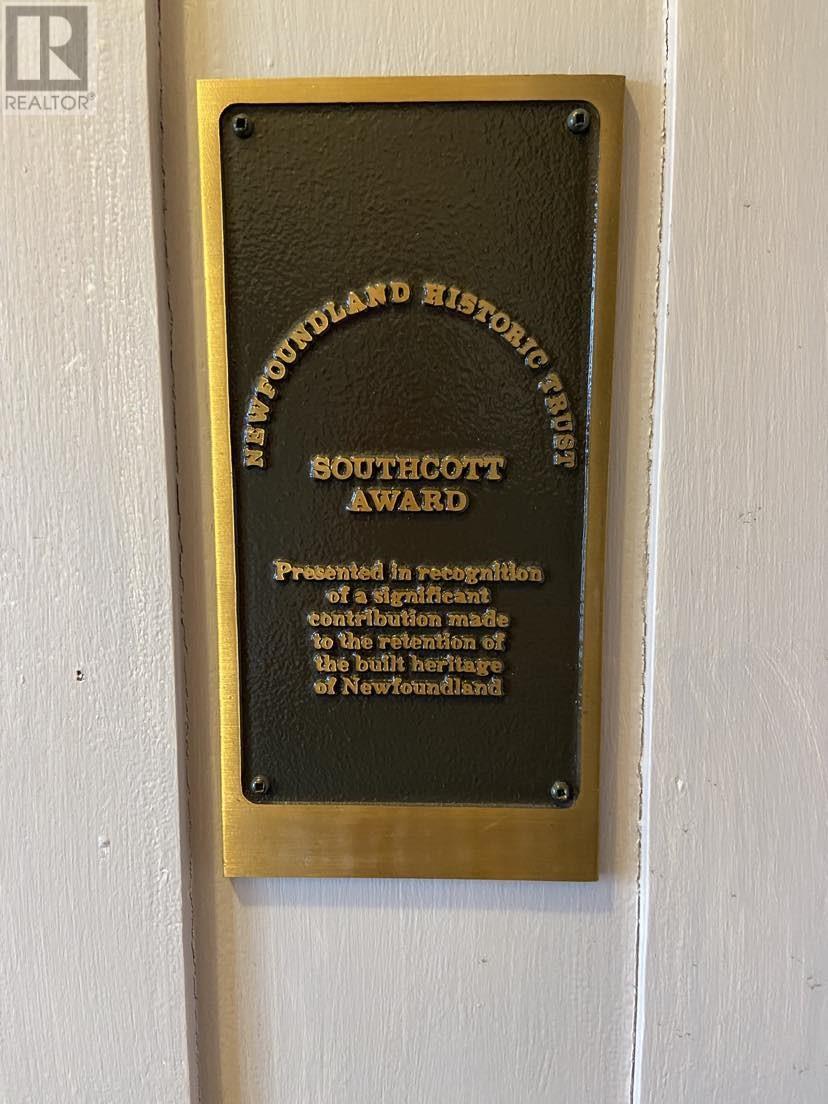 R
REALTOR®
NEWFOUNDLAND HISTORIC TRUST
SOUTHCOTT
AWARD
Presented in recognition
of a significant
contribution made
to the retention of
the built heritage
of Newfoundland